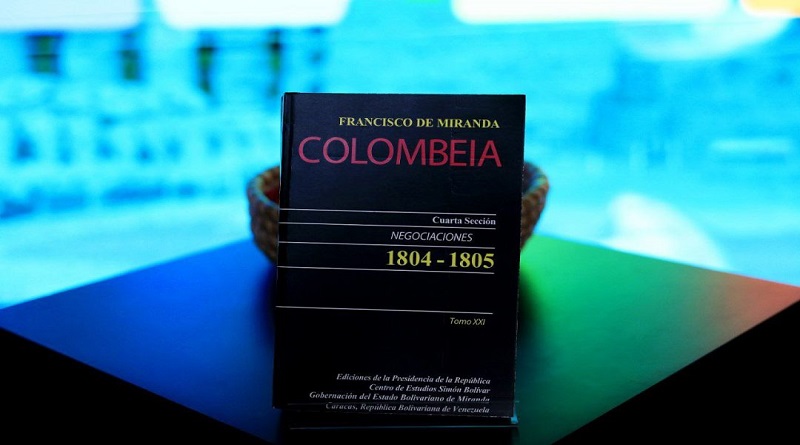 FRANCISCO DE MIRANDA
COLOMBEIA
Cuarta Sección
NEGOCIACIONES
1804 - 1805
Tomo XXI
Ediciones de la Presidencia de la República
Centro de Estudios Simón Bolívar
Gobernación del Estado Bolivariano de Miranda
Caracas, República Bolivariana de Venezuela